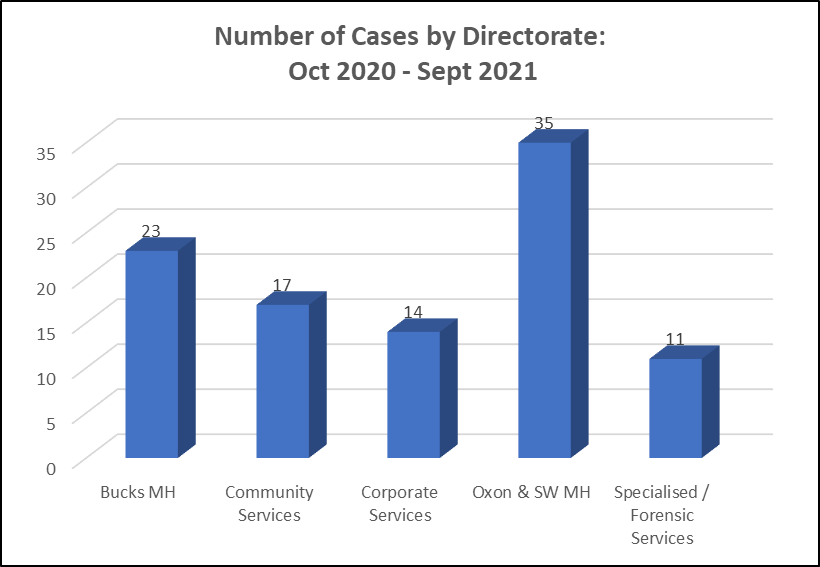 Number of Cases by Directorate:
Oct 2020 - Sept 2021
35
30
25
20
15
10
5
0
23
17
14
35
11
Bucks MH
Community
Services
Corporate
Services
Oxon & SW MH
Specialised /
Forensic
Services